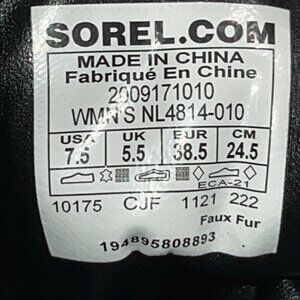 SOREL.COM
MADE IN CHINA
Fabriqué En Chine
2009171010
WMN'S NL4814-010
USA UK EUR CM
7.5 5.5 38.5 24.5
ECA-21
10175 CJF 1121 222
Faux Fur
194895808893